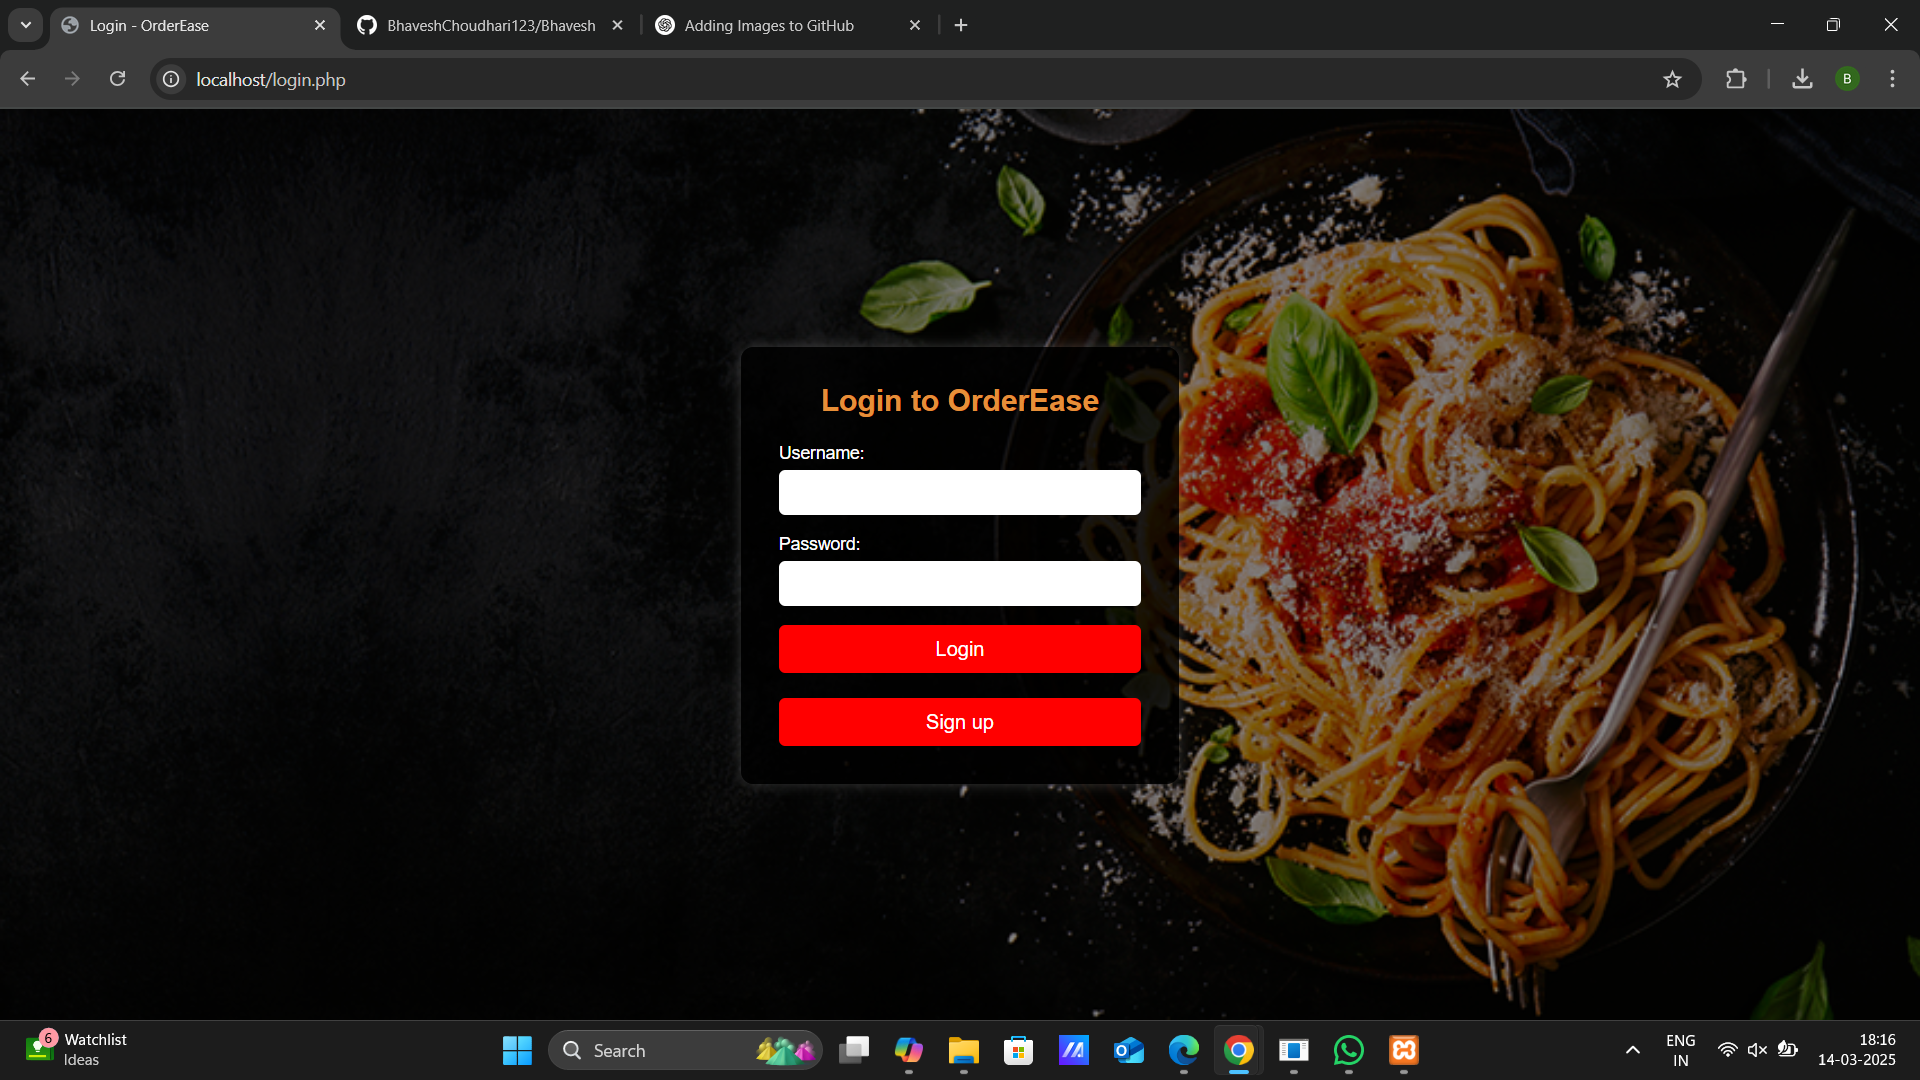 Login - OrderEase
BhaveshChoudhari123/Bhavesh
Adding Images to GitHub
localhost/login.php
B
Login to OrderEase
Username:
Password:
Login
Sign up
6
Watchlist
Ideas
Search
ENG
IN
18:16
14-03-2025